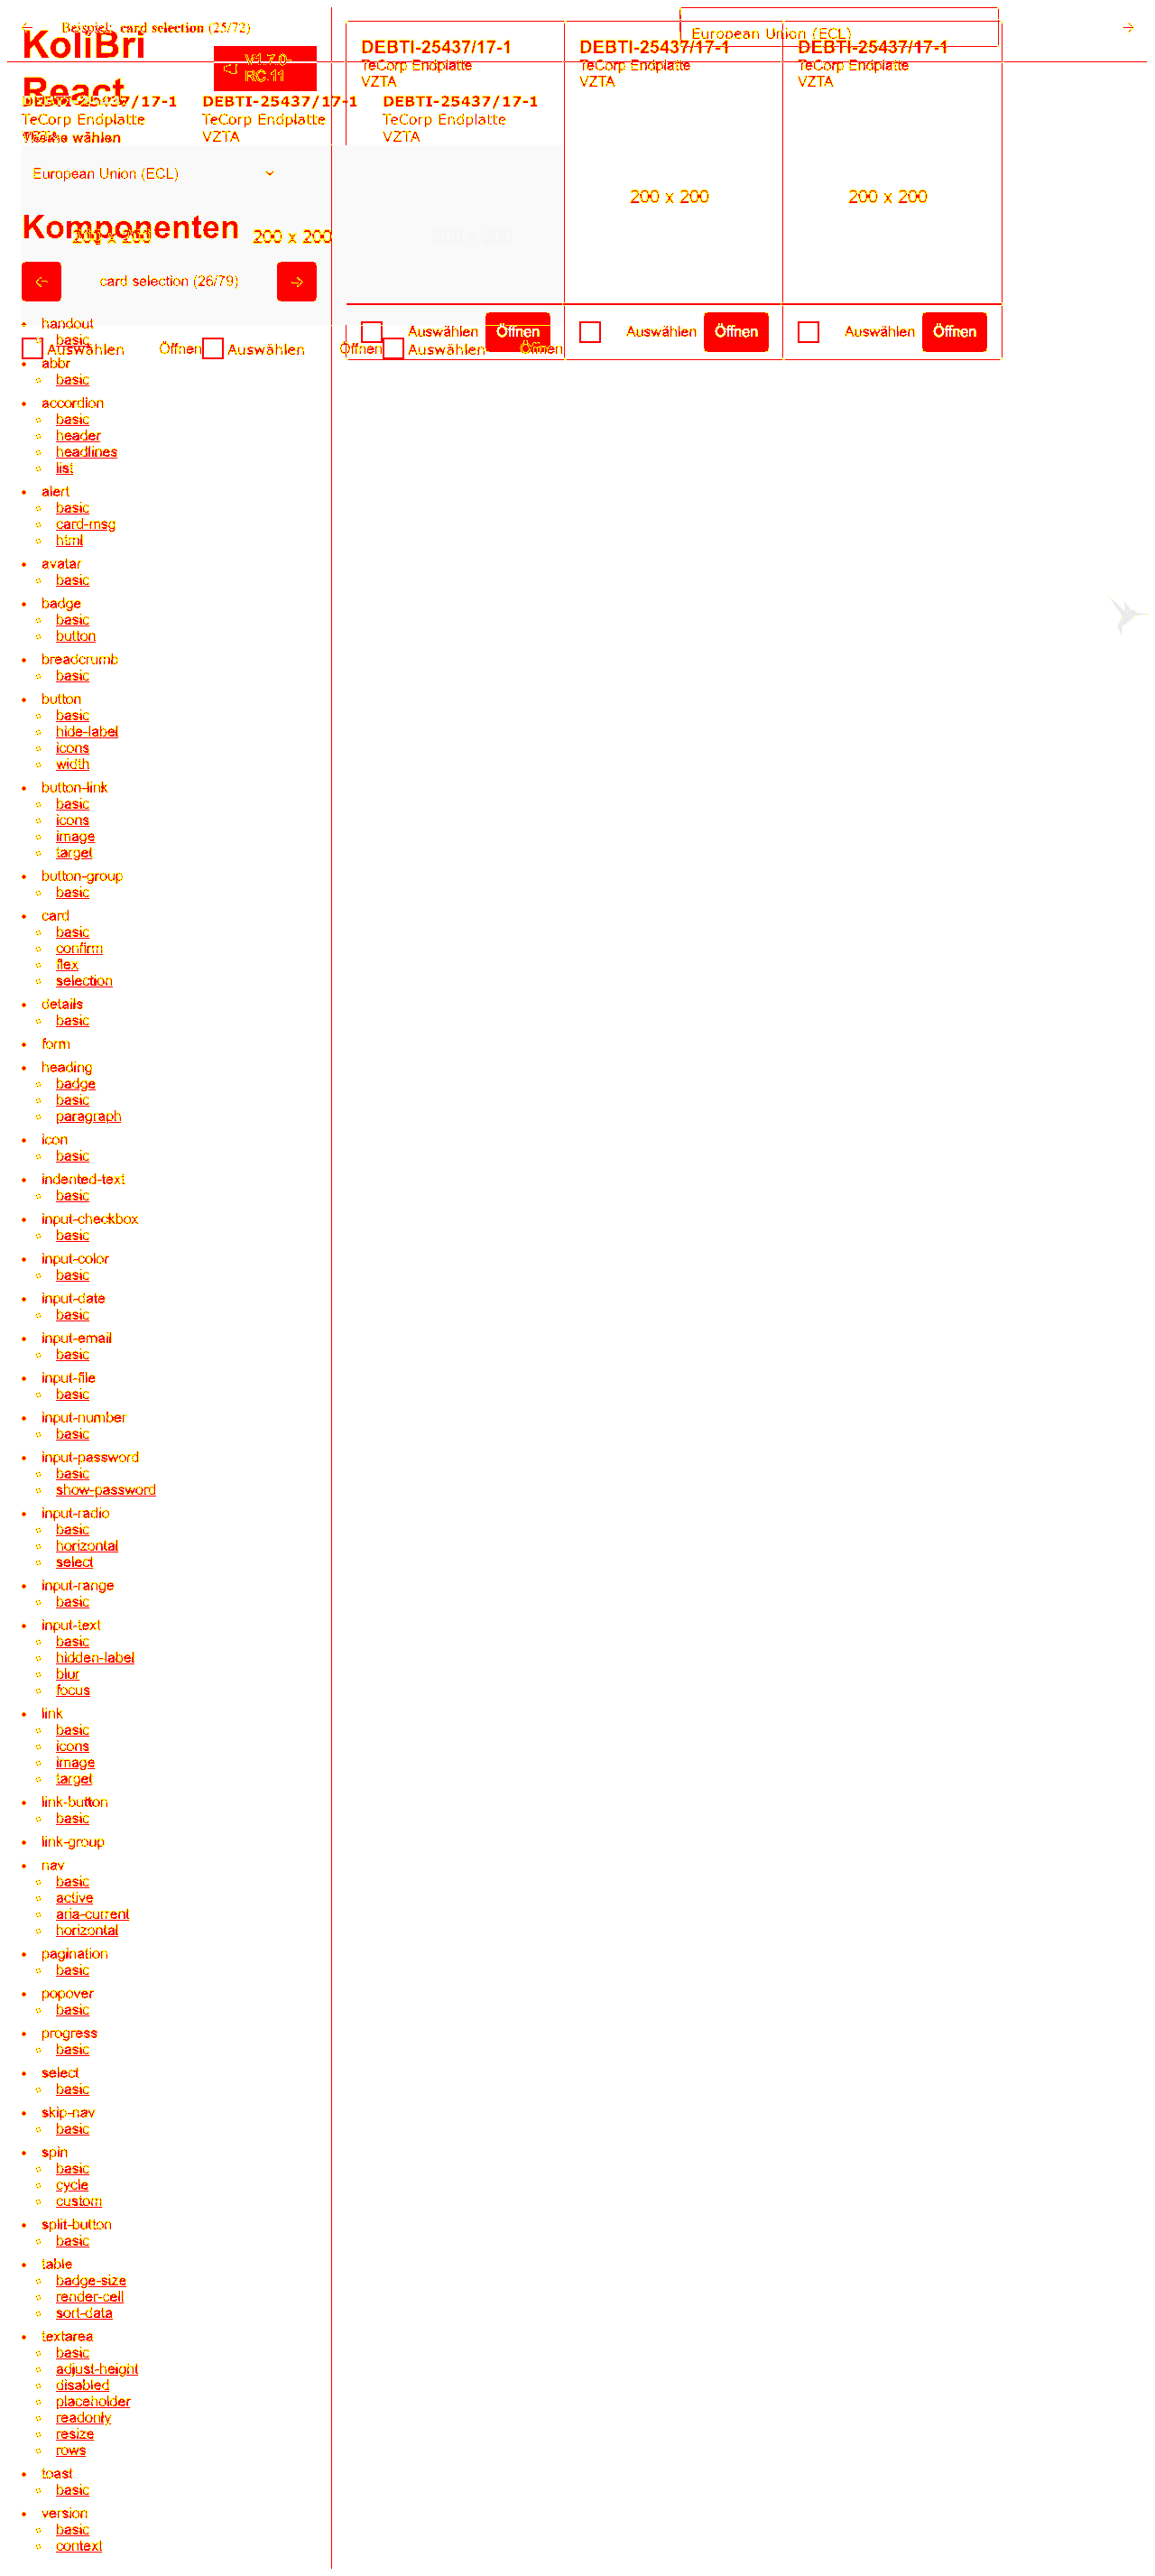 Beispiel: card selection (25/72)
European Union (ECL)
KoliBri
React
V1.7.0-
RC.11
DEBTI-25437/17-1 DEBTI-25437/17-1 DEBTI-25437/17-1
TeCorp Endplatte TeCorp Endplatte TeCorp Endplatte
VZTA VZTA VZTA
DEBTI-25437/17-1 DEBTI-25437/17-1 DEBTI-25437/17-1
TeCorp Endplatte TeCorp Endplatte TeCorp Endplatte
VZTA VZTA VZTA
Theme wählen
European Union (ECL)
200 x 200 200 x 200
Komponenten
200 x 200 200 x 200 200 x 200
card selection (26/79)
Auswählen Öffnen Auswählen Öffnen Auswählen Öffnen
Auswählen Öffnen Auswählen Öffnen Auswählen Öffnen
handout
basic
abbr
basic
accordion
basic
header
headlines
list
alert
basic
card-msg
html
avatar
basic
badge
basic
button
breadcrumb
basic
button
basic
hide-label
icons
width
button-link
basic
icons
image
target
button-group
basic
card
basic
confirm
flex
selection
details
basic
form
heading
badge
basic
paragraph
icon
basic
indented-text
basic
input-checkbox
basic
input-color
basic
input-date
basic
input-email
basic
input-file
basic
input-number
basic
input-password
basic
show-password
input-radio
basic
horizontal
select
input-range
basic
input-text
basic
hidden-label
blur
focus
link
basic
icons
image
target
link-button
basic
link-group
nav
basic
active
aria-current
horizontal
pagination
basic
popover
basic
progress
basic
select
basic
skip-nav
basic
spin
basic
cycle
custom
split-button
basic
table
badge-size
render-cell
sort-data
textarea
basic
adjust-height
disabled
placeholder
readonly
resize
rows
toast
basic
version
basic
context